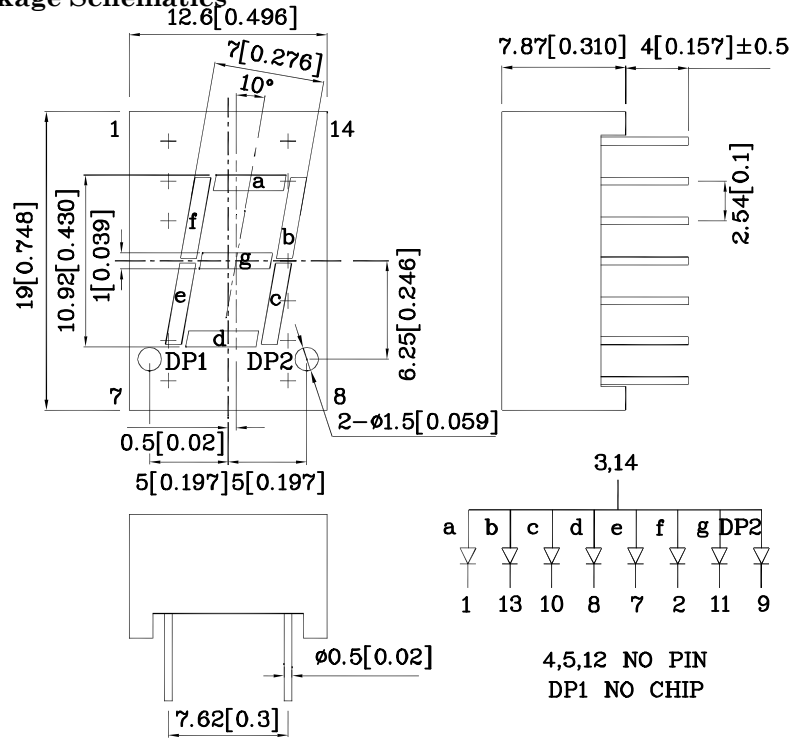 kage Schematics
12.6[0.496]
7[0.276]
10°
1
14
a
f
b
g
e
c
d
DP1
DP2
7
8
19[0.748]
10.92[0.430]
1[0.039]
6.25[0.246]
2-ø1.5[0.059]
0.5[0.02]
5[0.197]
5[0.197]
7.87[0.310]
4[0.157]±0.5
2.54[0.1]
ø0.5[0.02]
7.62[0.3]
3,14
a b c d e f g DP2
1 13 10 8 7 2 11 9
4,5,12 NO PIN
DP1 NO CHIP